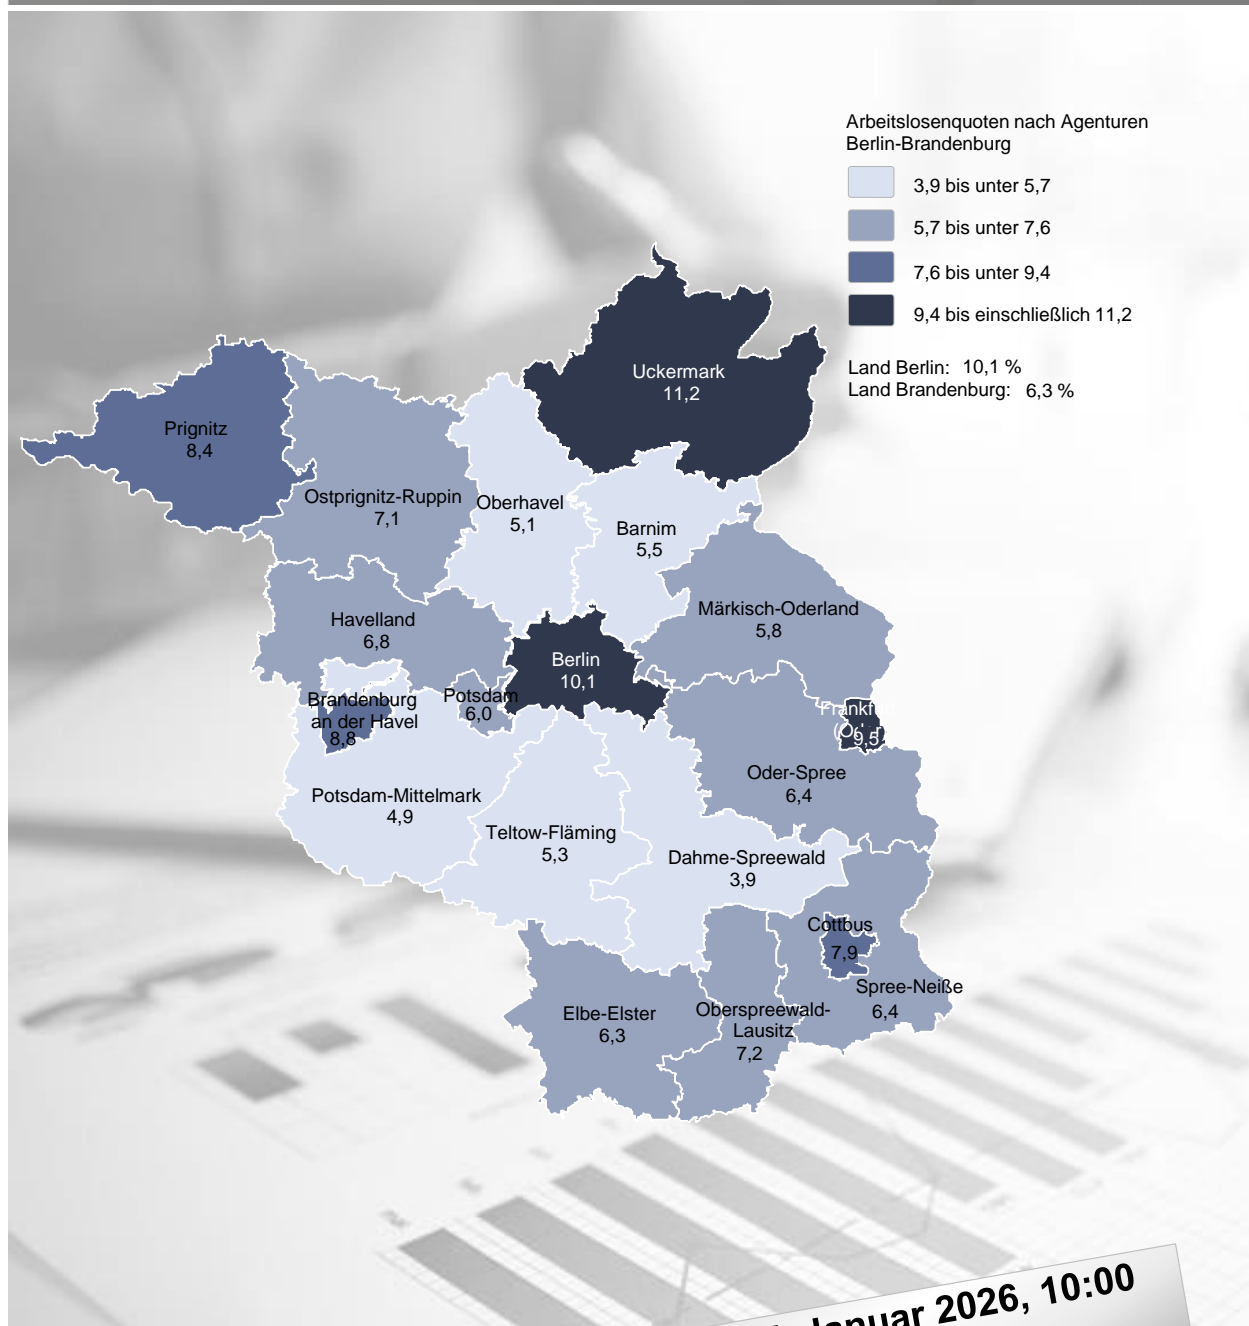 Arbeitslosenquoten nach Agenturen
Berlin-Brandenburg
3,9 bis unter 5,7
5,7 bis unter 7,6
7,6 bis unter 9,4
9,4 bis einschließlich 11,2
Land Berlin: 10,1 %
Land Brandenburg: 6,3 %
Uckermark
11,2
Prignitz
8,4
Ostprignitz-Ruppin
7,1
Oberhavel
5,1
Barnim
5,5
Märkisch-Oderland
5,8
Havelland
6,8
Berlin
10,1
Brandenburg
an der Havel
8,8
Potsdam
6,0
9,5
Oder-Spree
6,4
Potsdam-Mittelmark
4,9
Teltow-Fläming
5,3
Dahme-Spreewald
3,9
Cottbus
7,9
Spree-Neiße
6,4
Elbe-Elster
6,3
Oberspreewald-
Lausitz
7,2
Januar 2026, 10:00